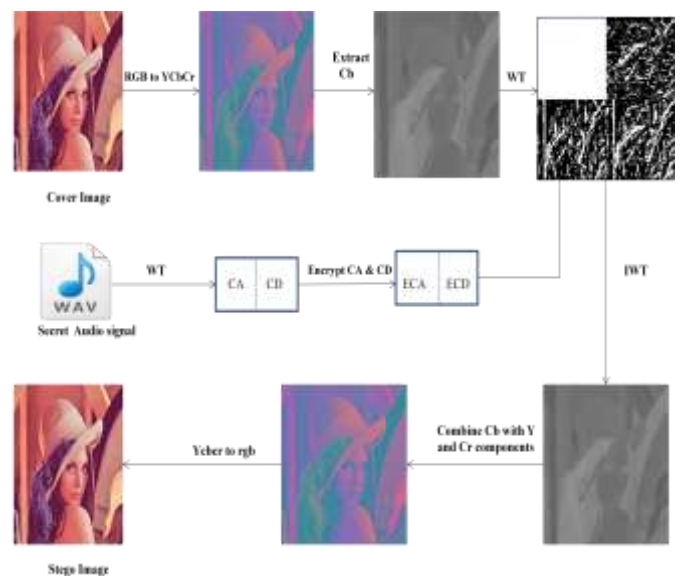 RGB to YCbCr
Extract
Cb
WT
Cover Image
WT
CA
CD
Encrypt CA & CD
ECA
ECD
IWT
WAV
Secret Audio signal
Ycbcr to rgb
Combine Cb with Y
and Cr components
Stego Image